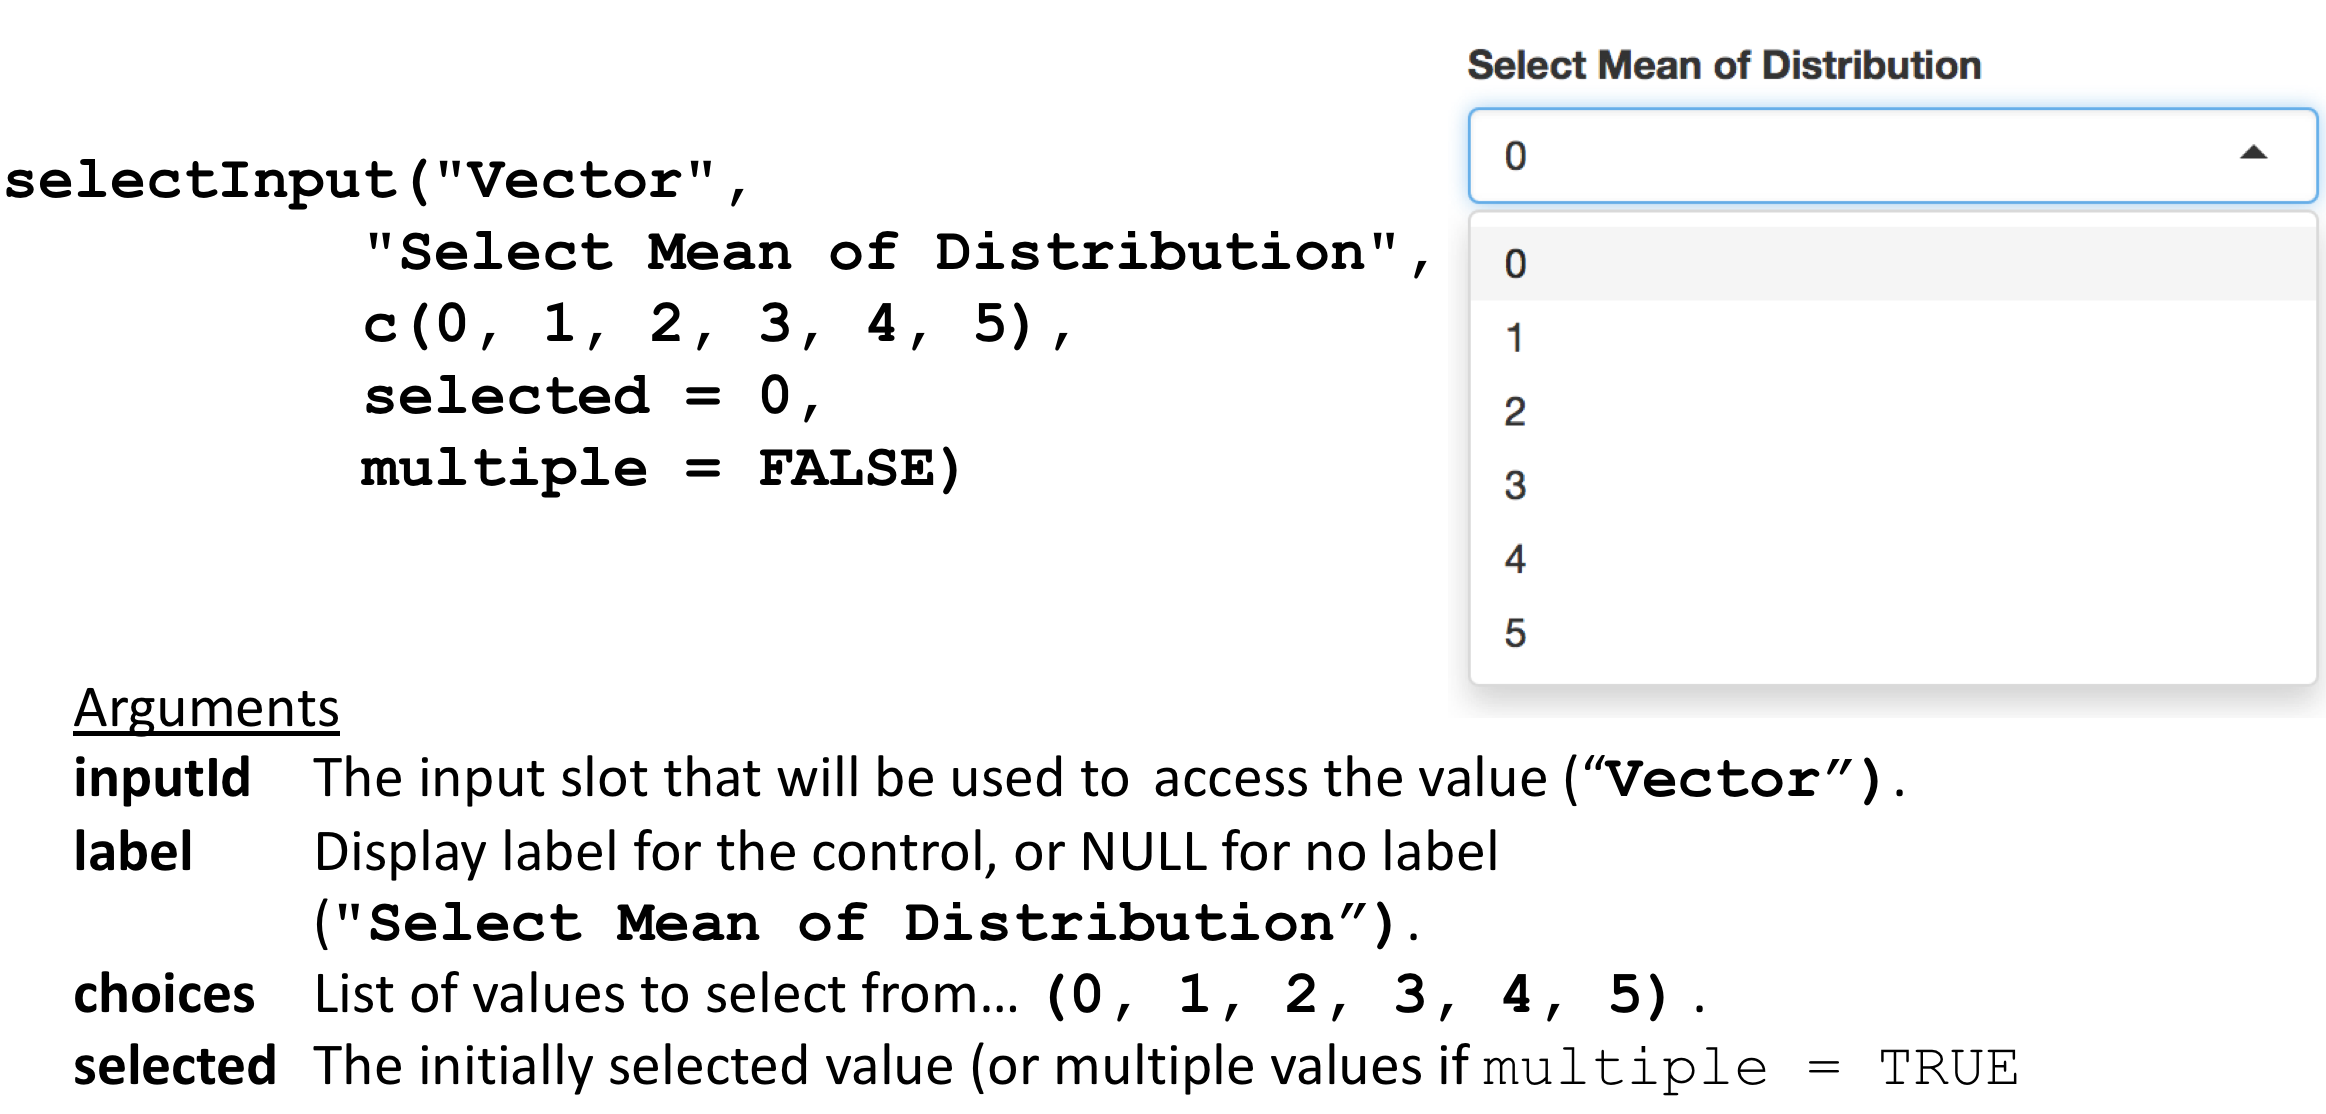 selectInput("Vector",
"Select Mean of Distribution",
c(0, 1, 2, 3, 4, 5),
selected = 0,
multiple = FALSE)
Select Mean of Distribution
0
0
1
2
3
4
5
Arguments
inputId The input slot that will be used to access the value (“Vector”).
label Display label for the control, or NULL for no label
("Select Mean of Distribution”).
choices List of values to select from… (0, 1, 2, 3, 4, 5).
selected The initially selected value (or multiple values if multiple = TRUE